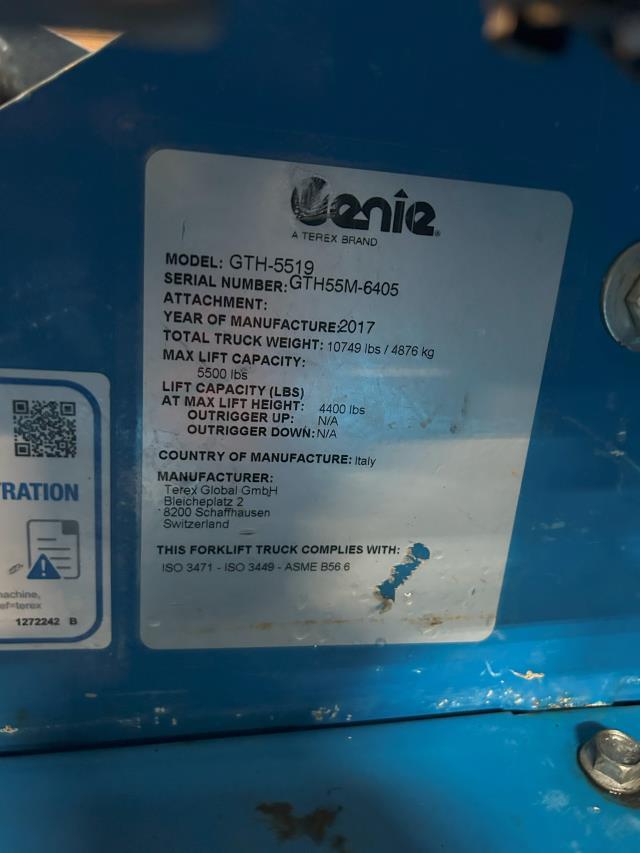 Genie
A TEREX BRAND
MODEL: GTH-5519
SERIAL NUMBER: GTH55M-6405
ATTACHMENT:
YEAR OF MANUFACTURE: 2017
TOTAL TRUCK WEIGHT: 10749 lbs / 4876 kg
MAX LIFT CAPACITY:
5500 lbs
LIFT CAPACITY (LBS)
AT MAX LIFT HEIGHT: 4400 lbs
OUTRIGGER UP: N/A
OUTRIGGER DOWN: N/A
COUNTRY OF MANUFACTURE: Italy
MANUFACTURER:
Terex Global GmbH
Bleicheplatz 2
8200 Schaffhausen
Switzerland
THIS FORKLIFT TRUCK COMPLIES WITH:
ISO 3471 - ISO 3449 - ASME B56.6
TRATION
machine,
ef=terex
1272242 B